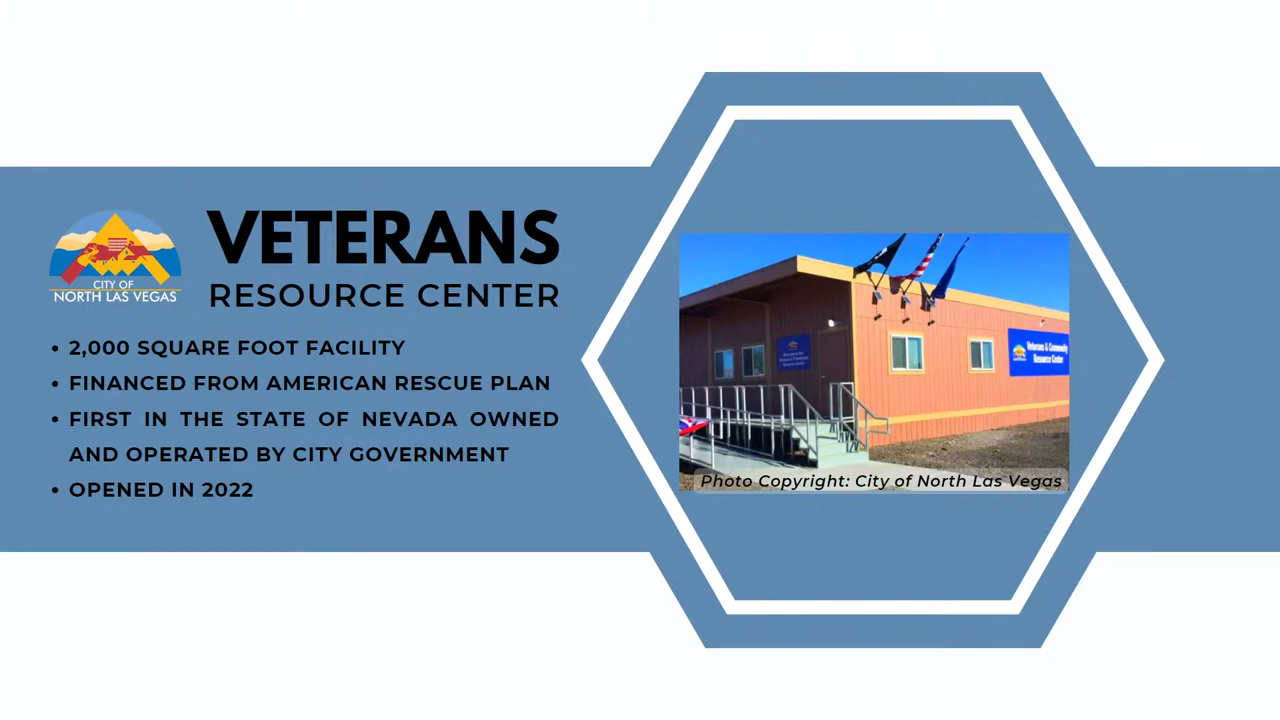 VETERANS
RESOURCE CENTER
CITY OF
NORTH LAS VEGAS
• 2,000 SQUARE FOOT FACILITY
• FINANCED FROM AMERICAN RESCUE PLAN
• FIRST IN THE STATE OF NEVADA OWNED
AND OPERATED BY CITY GOVERNMENT
• OPENED IN 2022
Veterans & Community
Resource Center
Photo Copyright: City of North Las Vegas